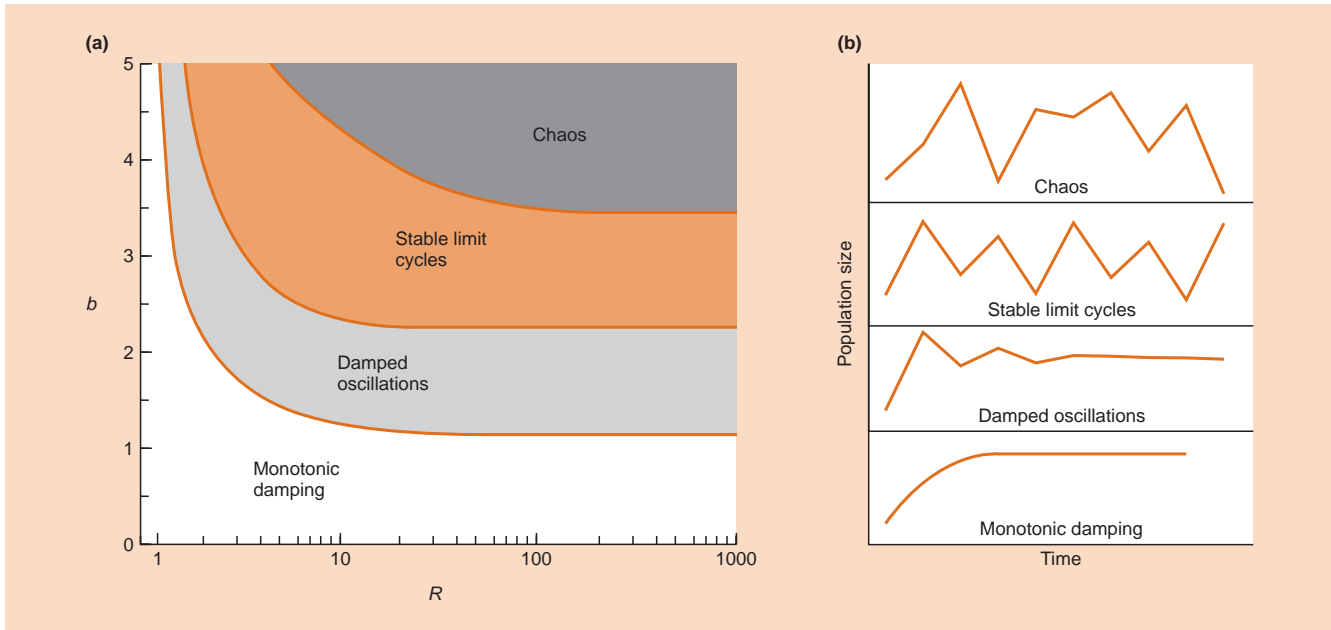 (a)
5
4
3
2
1
0
b
Chaos
Stable limit
cycles
Damped
oscillations
Monotonic
damping
1
10
100
1000
R
(b)
Population size
Chaos
Stable limit cycles
Damped oscillations
Monotonic damping
Time